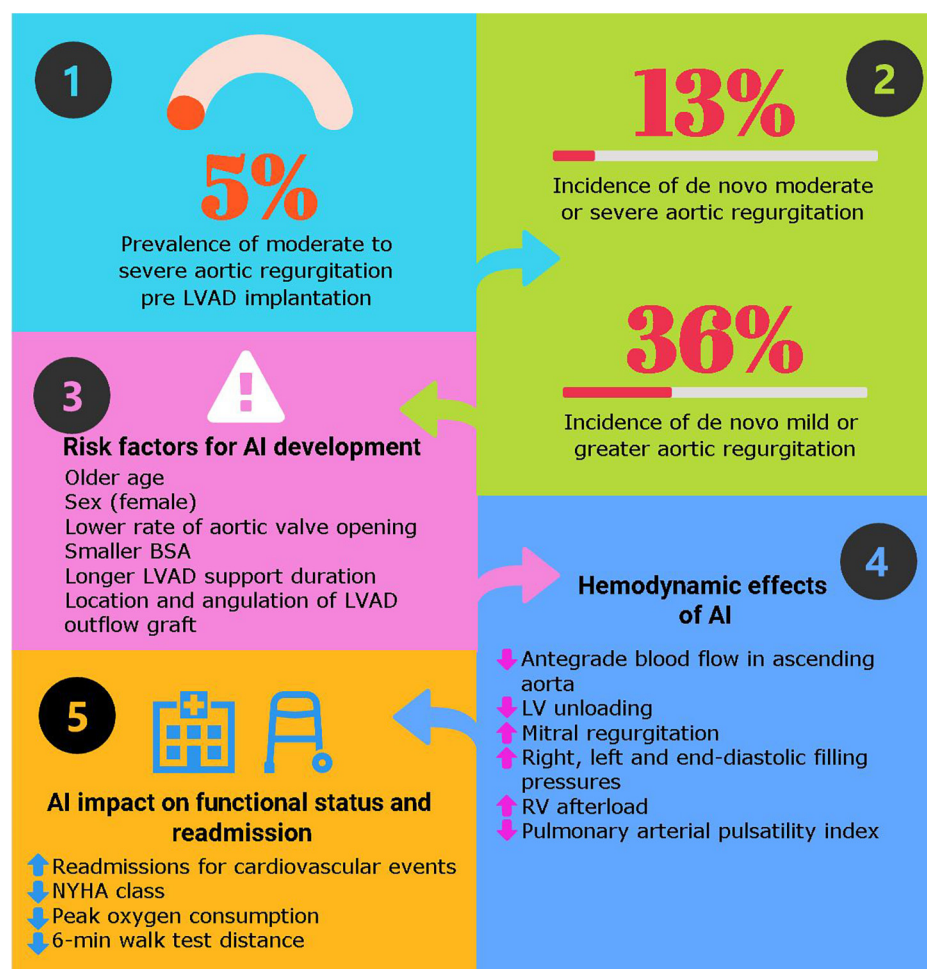 1
5%
Prevalence of moderate to
severe aortic regurgitation
pre LVAD implantation
2
13%
Incidence of de novo moderate
or severe aortic regurgitation
36%
Incidence of de novo mild or
greater aortic regurgitation
3
!
Risk factors for AI development
Older age
Sex (female)
Lower rate of aortic valve opening
Smaller BSA
Longer LVAD support duration
Location and angulation of LVAD
outflow graft
4
Hemodynamic effects
of AI
Antegrade blood flow in ascending
aorta
LV unloading
Mitral regurgitation
Right, left and end-diastolic filling
pressures
RV afterload
Pulmonary arterial pulsatility index
5
AI impact on functional status and
readmission
Readmissions for cardiovascular events
NYHA class
Peak oxygen consumption
6-min walk test distance